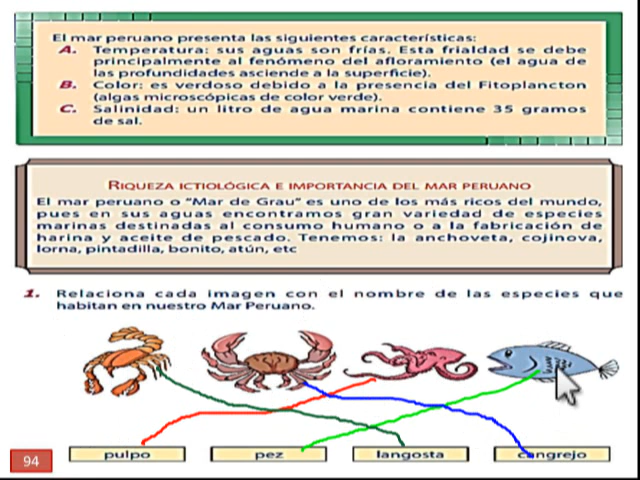 El mar peruano presenta las siguientes características:
A. Temperatura: sus aguas son frías. Esta frialdad se debe
principalmente al fenómeno del afloramiento (el agua de
las profundidades asciende a la superficie).
B. Color: es verdoso debido a la presencia del Fitoplancton
(algas microscópicas de color verde).
C. Salinidad: un litro de agua marina contiene 35 gramos
de sal.
RIQUEZA ICTIOLÓGICA E IMPORTANCIA DEL MAR PERUANO
El mar peruano o "Mar de Grau" es uno de los más ricos del mundo,
pues en sus aguas encontramos gran variedad de especies
marinas destinadas al consumo humano o a la fabricación de
harina y aceite de pescado. Tenemos: la anchoveta, cojinova,
lorna, pintadilla, bonito, atún, etc
1. Relaciona cada imagen con el nombre de las especies que
habitan en nuestro Mar Peruano.
pulpo pez langosta cangrejo
94